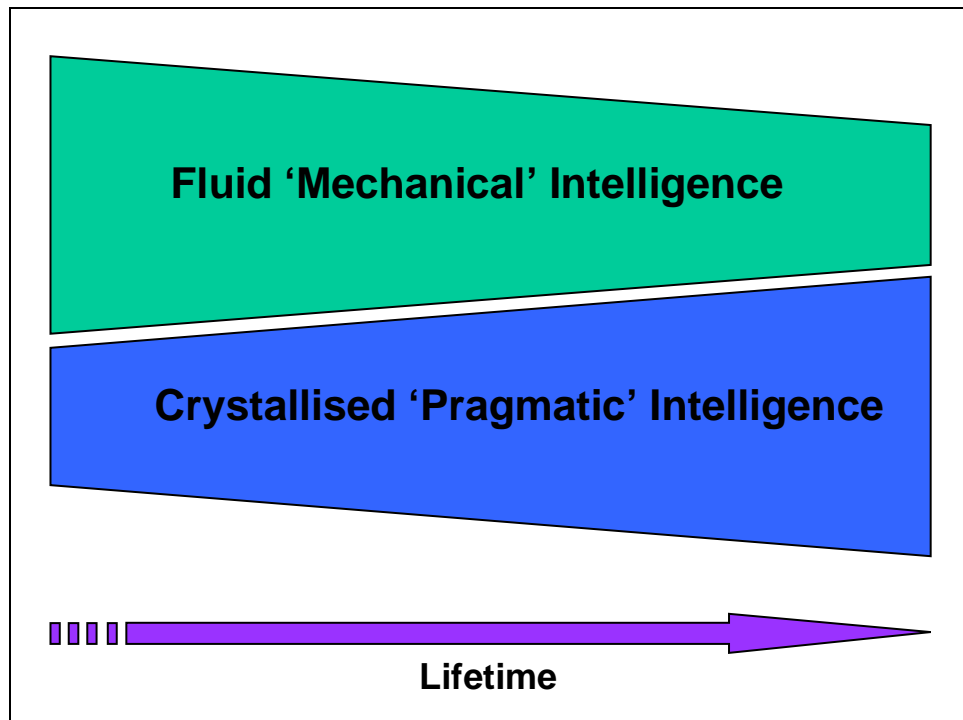 Fluid ‘Mechanical’ Intelligence
Crystallised ‘Pragmatic’ Intelligence
Lifetime